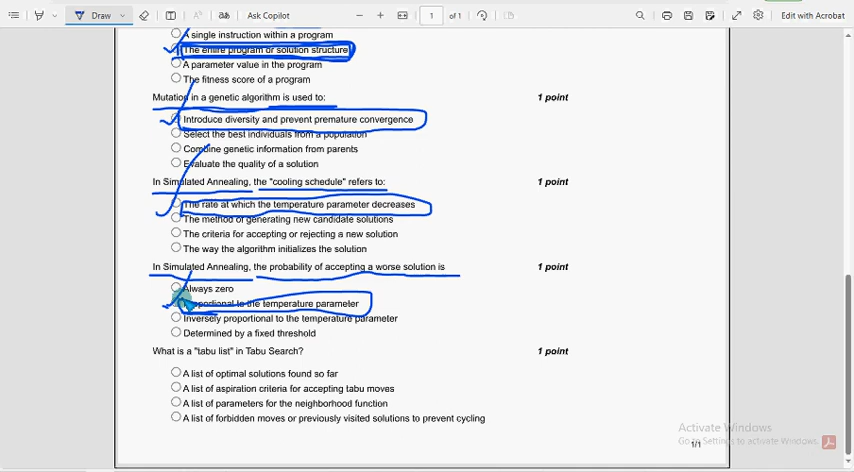 Draw
Ask Copilot
1 of 1
Edit with Acrobat
A single instruction within a program
The entire program or solution structure
A parameter value in the program
The fitness score of a program
Mutation in a genetic algorithm is used to: 1 point
Introduce diversity and prevent premature convergence
Select the best individuals from a population
Combine genetic information from parents
Evaluate the quality of a solution
In Simulated Annealing, the "cooling schedule" refers to: 1 point
The rate at which the temperature parameter decreases
The method of generating new candidate solutions
The criteria for accepting or rejecting a new solution
The way the algorithm initializes the solution
In Simulated Annealing, the probability of accepting a worse solution is 1 point
Always zero
Proportional to the temperature parameter
Inversely proportional to the temperature parameter
Determined by a fixed threshold
What is a "tabu list" in Tabu Search? 1 point
A list of optimal solutions found so far
A list of aspiration criteria for accepting tabu moves
A list of parameters for the neighborhood function
A list of forbidden moves or previously visited solutions to prevent cycling
Activate Windows
Go to Settings to activate Windows.
1/1